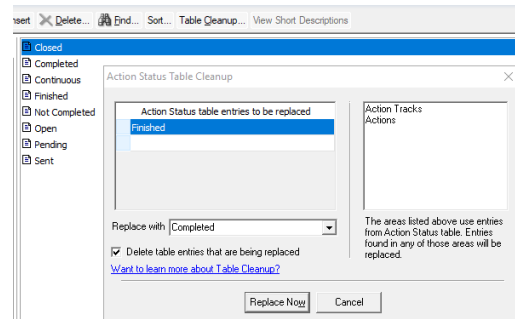 Delete... Find... Sort... Table Cleanup... View Short Descriptions
Closed
Completed
Continuous
Finished
Not Completed
Open
Pending
Sent
Action Status Table Cleanup
Action Status table entries to be replaced
Finished
Action Tracks
Actions
Replace with Completed
Delete table entries that are being replaced
Want to learn more about Table Cleanup?
The areas listed above use entries
from Action Status table. Entries
found in any of those areas will be
replaced.
Replace Now Cancel